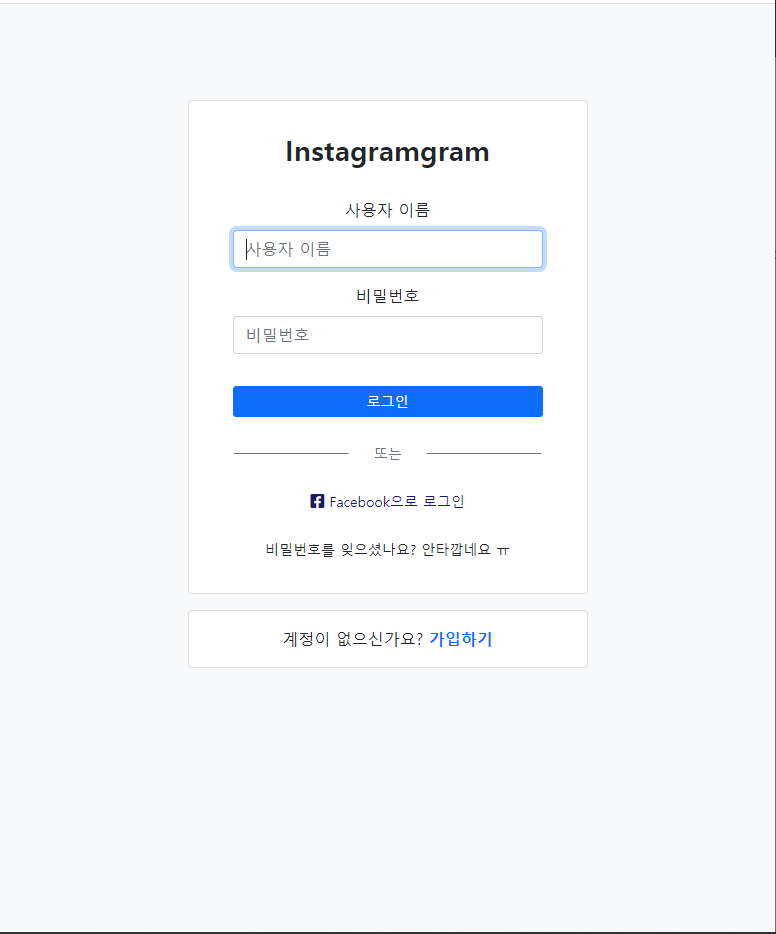 Instagramgram
사용자 이름
사용자 이름
비밀번호
비밀번호
로그인
또는
Facebook으로 로그인
비밀번호를 잊으셨나요? 안타깝네요 ㅠ
계정이 없으신가요? 가입하기